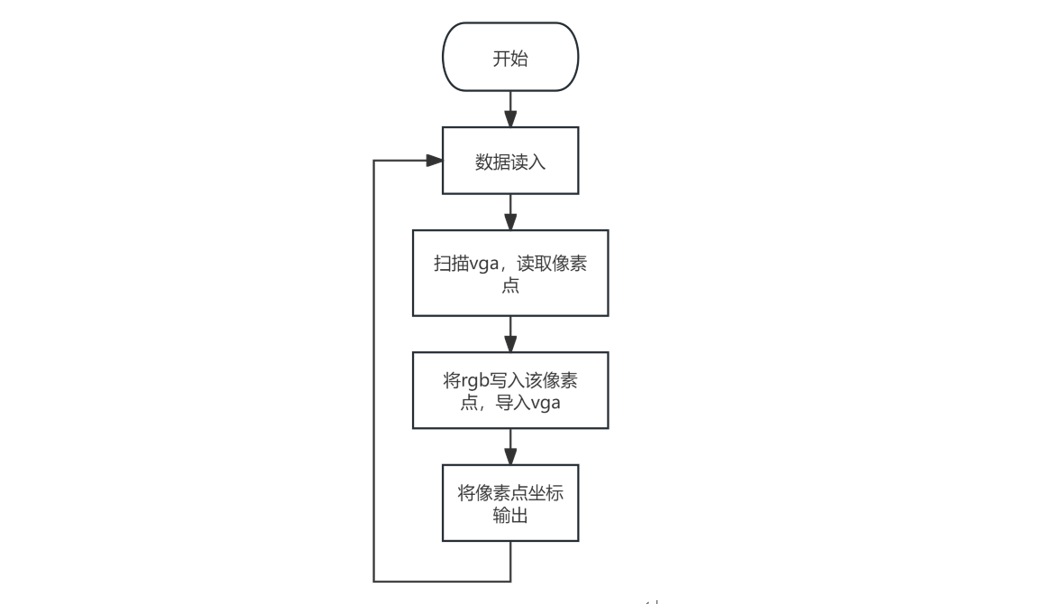 开始
数据读入
扫描vga，读取像素
点
将rgb写入该像素
点，导入vga
将像素点坐标
输出